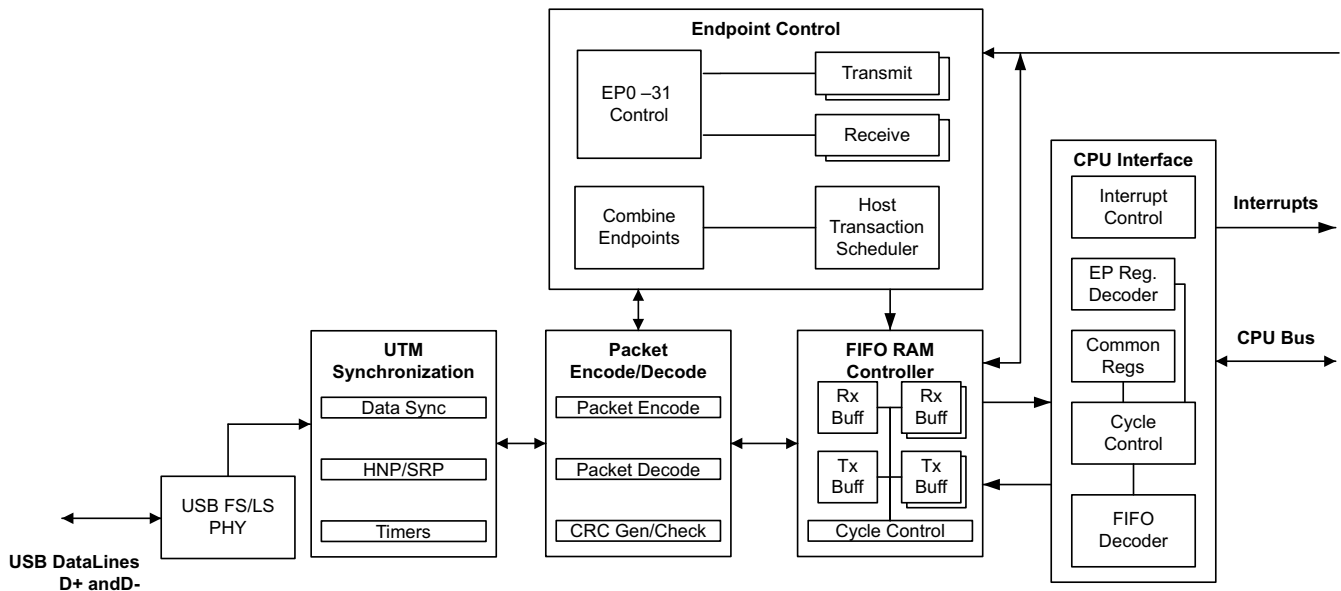 Endpoint Control
EP0 –31
Control
Transmit
Receive
Combine
Endpoints
Host
Transaction
Scheduler
CPU Interface
Interrupt
Control
EP Reg.
Decoder
Common
Regs
Cycle
Control
FIFO
Decoder
Interrupts
CPU Bus
UTM
Synchronization
Data Sync
HNP/SRP
Timers
Packet
Encode/Decode
Packet Encode
Packet Decode
CRC Gen/Check
FIFO RAM
Controller
Rx
Buff
Rx
Buff
Tx
Buff
Tx
Buff
Cycle Control
USB FS/LS
PHY
USB DataLines
D+ andD-